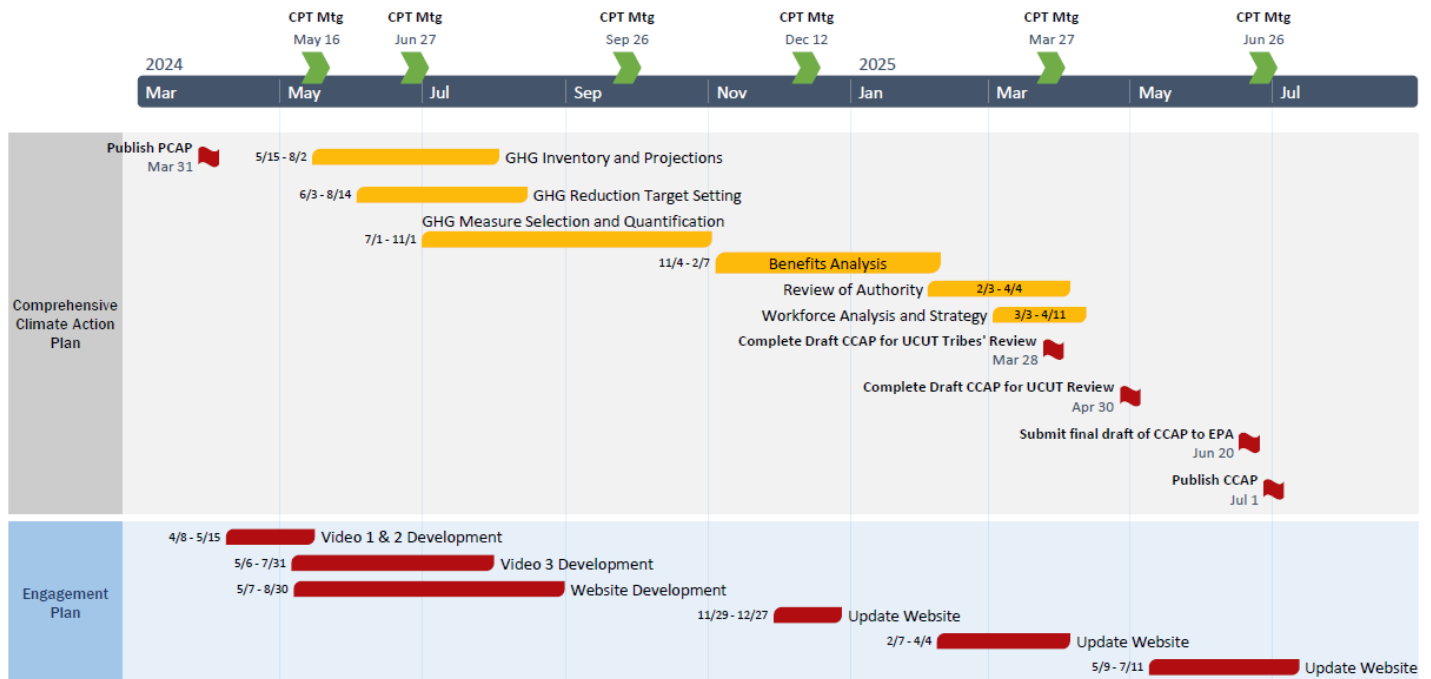 CPT Mtg
May 16
CPT Mtg
Jun 27
CPT Mtg
Sep 26
CPT Mtg
Dec 12
CPT Mtg
Mar 27
CPT Mtg
Jun 26
2024
2025
Mar
May
Jul
Sep
Nov
Jan
Mar
May
Jul
Comprehensive
Climate Action
Plan
Publish PCAP
Mar 31
5/15 - 8/2
GHG Inventory and Projections
6/3 - 8/14
GHG Reduction Target Setting
GHG Measure Selection and Quantification
7/1 - 11/1
11/4 - 2/7
Benefits Analysis
Review of Authority
2/3 - 4/4
Workforce Analysis and Strategy
3/3 - 4/11
Complete Draft CCAP for UCUT Tribes' Review
Mar 28
Complete Draft CCAP for UCUT Review
Apr 30
Submit final draft of CCAP to EPA
Jun 20
Publish CCAP
Jul 1
Engagement
Plan
4/8 - 5/15
Video 1 & 2 Development
5/6 - 7/31
Video 3 Development
5/7 - 8/30
Website Development
11/29 - 12/27
Update Website
2/7 - 4/4
Update Website
5/9 - 7/11
Update Website